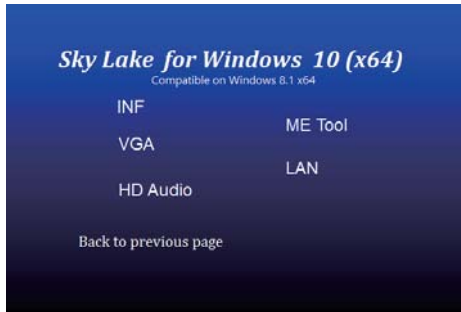 Sky Lake for Windows 10 (x64)
Compatible on Windows 8.1 x64
INF
ME Tool
VGA
LAN
HD Audio
Back to previous page